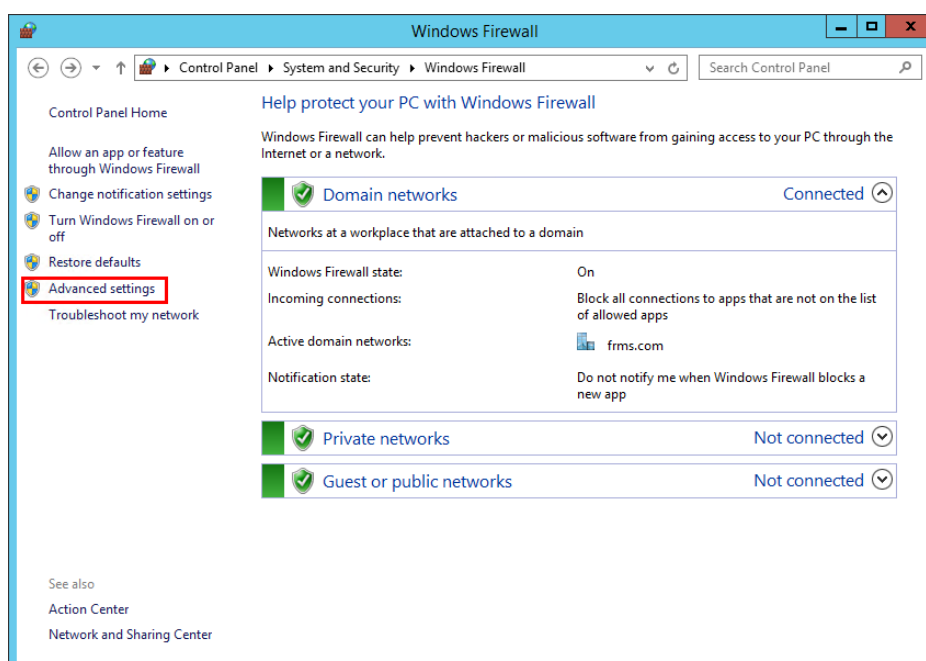 Windows Firewall
Control Panel ▸ System and Security ▸ Windows Firewall
Search Control Panel
Control Panel Home
Allow an app or feature
through Windows Firewall
Change notification settings
Turn Windows Firewall on or
off
Restore defaults
Advanced settings
Troubleshoot my network
See also
Action Center
Network and Sharing Center
Help protect your PC with Windows Firewall
Windows Firewall can help prevent hackers or malicious software from gaining access to your PC through the
Internet or a network.
Domain networks Connected
Networks at a workplace that are attached to a domain
Windows Firewall state: On
Incoming connections: Block all connections to apps that are not on the list
of allowed apps
Active domain networks: frms.com
Notification state: Do not notify me when Windows Firewall blocks a
new app
Private networks Not connected
Guest or public networks Not connected